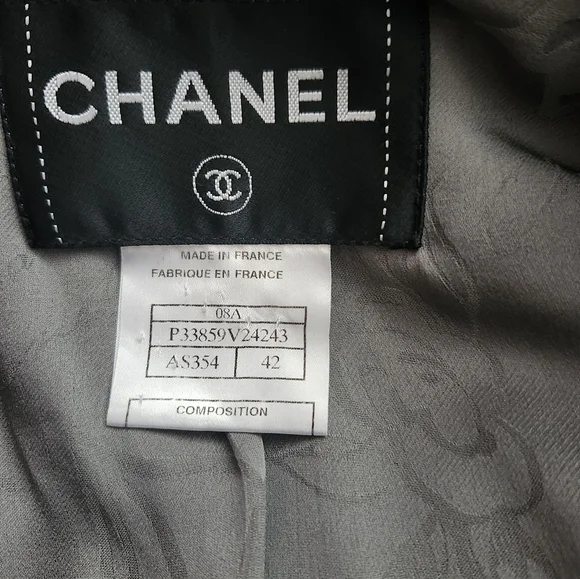 CHANEL
MADE IN FRANCE
FABRIQUE EN FRANCE
08A
P33859V24243
AS354 42
COMPOSITION